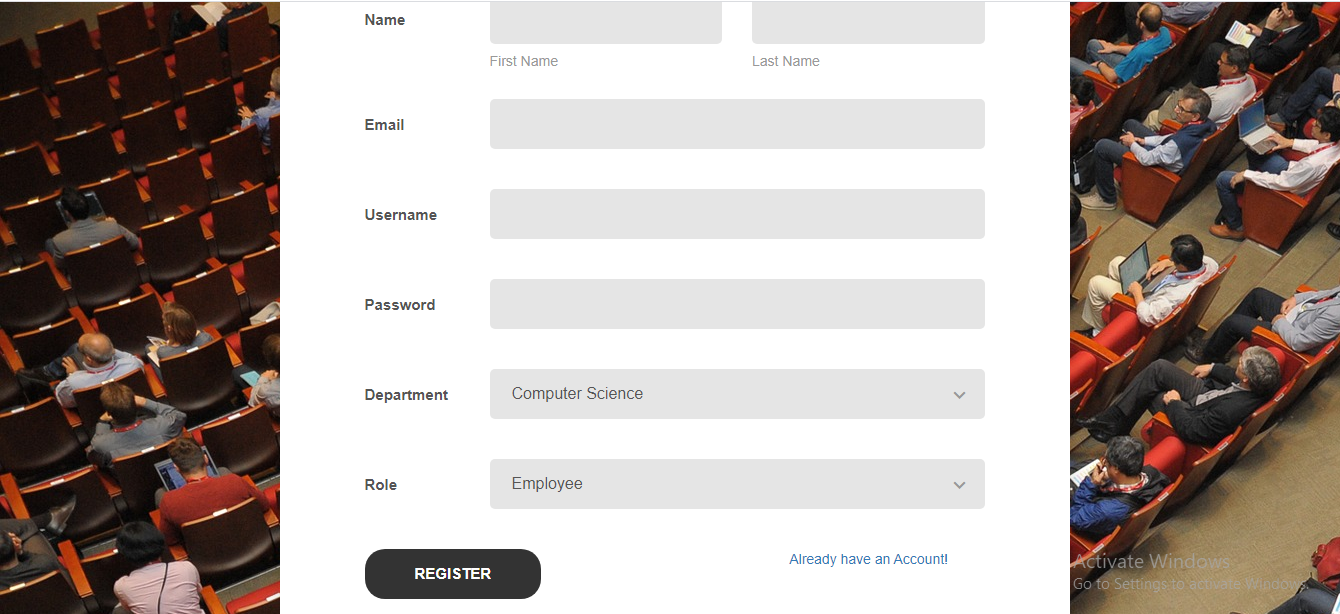 Name
First Name
Last Name
Email
Username
Password
Department
Computer Science
Role
Employee
REGISTER
Already have an Account!
Activate Windows
Go to Settings to activate Windows.